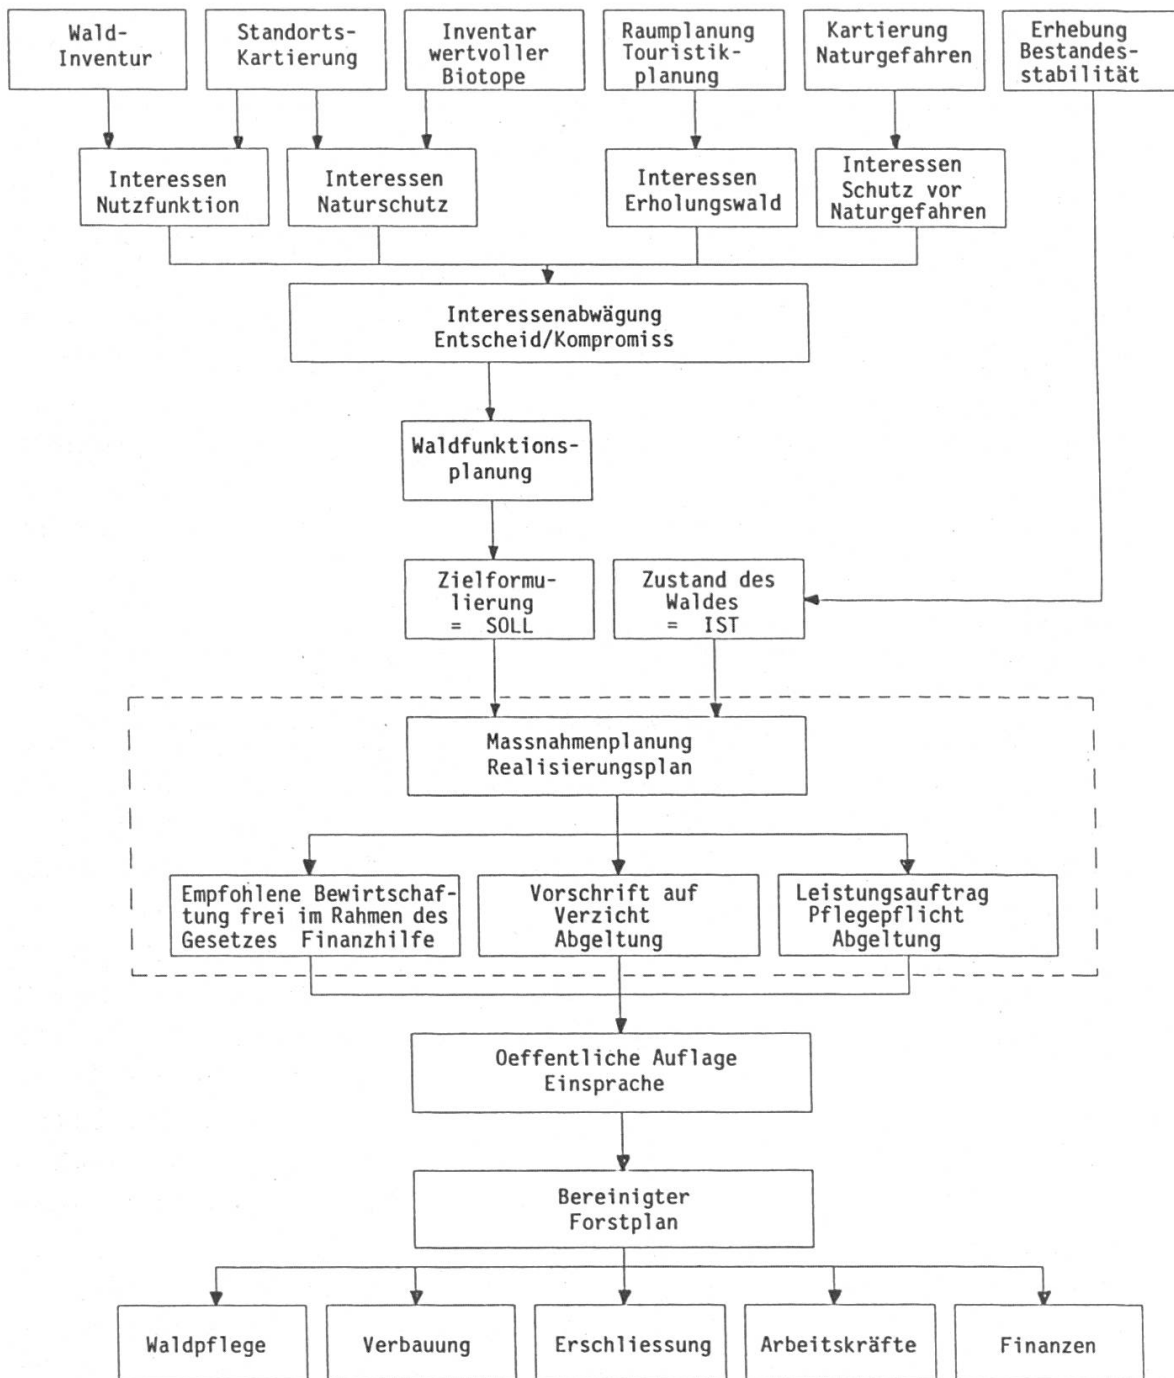 Wald-
Inventur
Standorts-
Kartierung
Inventar
wertvoller
Biotope
Raumplanung
Touristik-
planung
Kartierung
Naturgefahren
Erhebung
Bestandes-
stabilität
Interessen
Nutzfunktion
Interessen
Naturschutz
Interessen
Erholungswald
Interessen
Schutz vor
Naturgefahren
Interessenabwägung
Entscheid/Kompromiss
Waldfunktions-
planung
Zielformu-
lierung
= SOLL
Zustand des
Waldes
= IST
Massnahmenplanung
Realisierungsplan
Empfohlene Bewirtschaf-
tung frei im Rahmen des
Gesetzes Finanzhilfe
Vorschrift auf
Verzicht
Abgeltung
Leistungsauftrag
Pflegepflicht
Abgeltung
Oeffentliche Auflage
Einsprache
Bereinigter
Forstplan
Waldpflege
Verbauung
Erschliessung
Arbeitskräfte
Finanzen